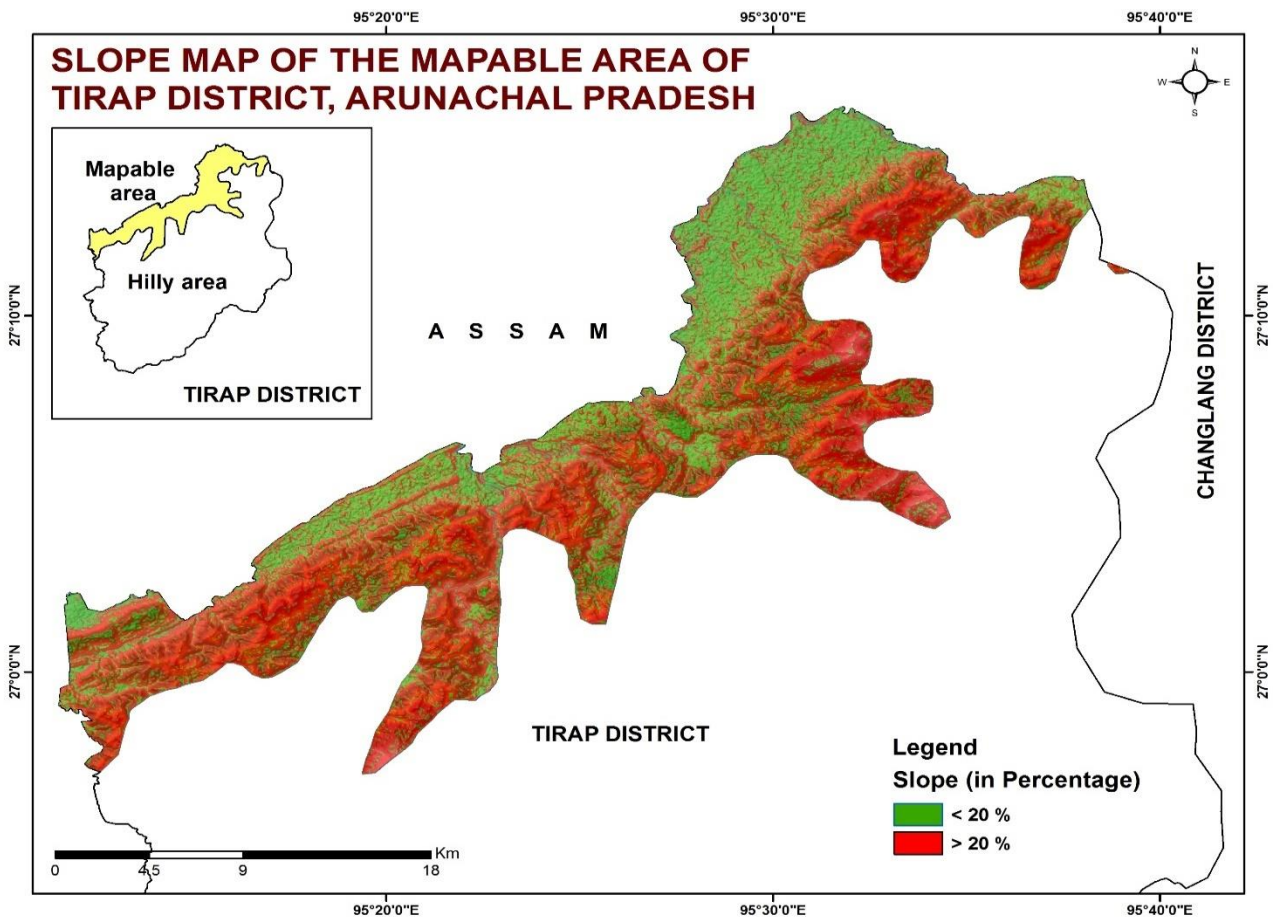 95°20'0"E
95°30'0"E
95°40'0"E
SLOPE MAP OF THE MAPABLE AREA OF
TIRAP DISTRICT, ARUNACHAL PRADESH
N
W
E
S
Mapable
area
Hilly area
TIRAP DISTRICT
27°10'0"N
A S S A M
27°10'0"N
CHANGLANG DISTRICT
27°0'0"N
27°0'0"N
TIRAP DISTRICT
Legend
Slope (in Percentage)
< 20 %
> 20 %
Km
0
4.5
9
18
95°20'0"E
95°30'0"E
95°40'0"E